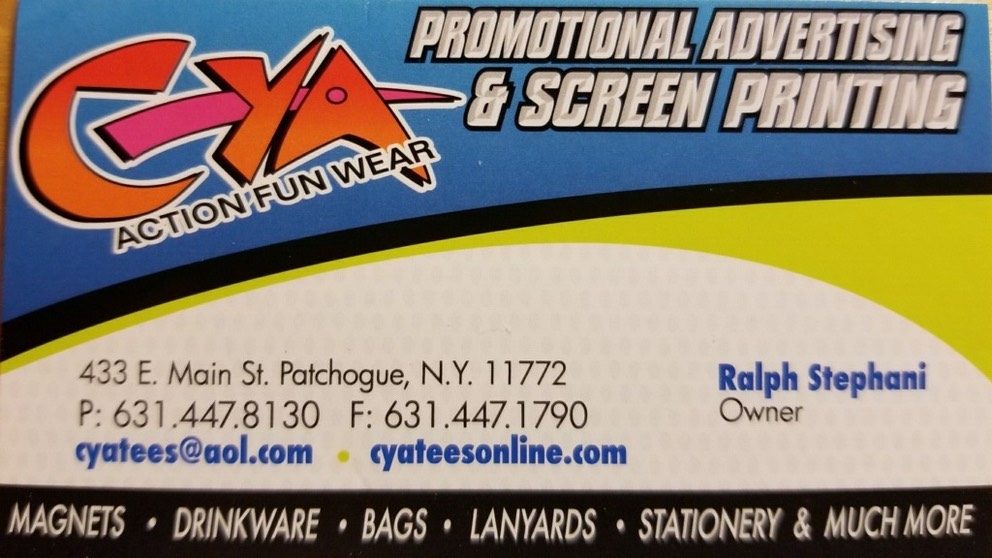 PROMOTIONAL ADVERTISING
& SCREEN PRINTING
CYA
ACTION FUN WEAR
433 E. Main St. Patchogue, N.Y. 11772
P: 631.447.8130 F: 631.447.1790
cyatees@aol.com • cyateesonline.com
Ralph Stephani
Owner
MAGNETS • DRINKWARE • BAGS • LANYARDS • STATIONERY & MUCH MORE